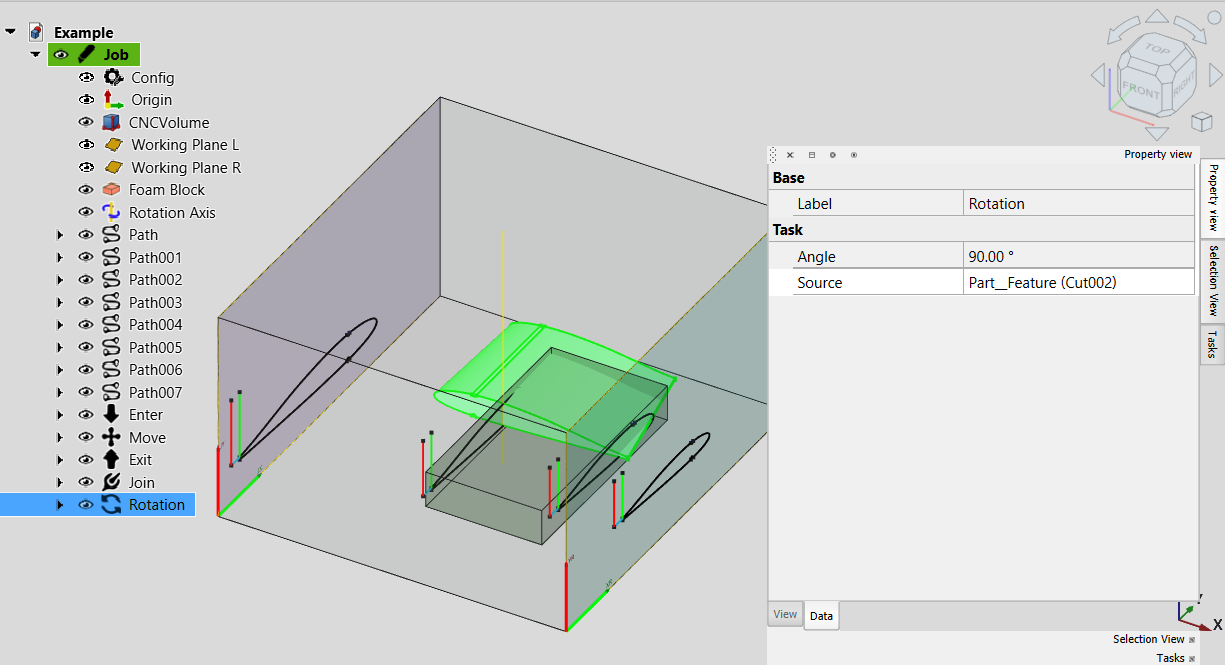 Example
Job
Config
Origin
CNCVolume
Working Plane L
Working Plane R
Foam Block
Rotation Axis
Path
Path001
Path002
Path003
Path004
Path005
Path006
Path007
Enter
Move
Exit
Join
Rotation
TOP
FRONT
RIGHT
Property view
Base
Label Rotation
Task
Angle 90.00 °
Source Part__Feature (Cut002)
View Data
Property view
Selection View
Tasks
Y
X
Selection View
Tasks